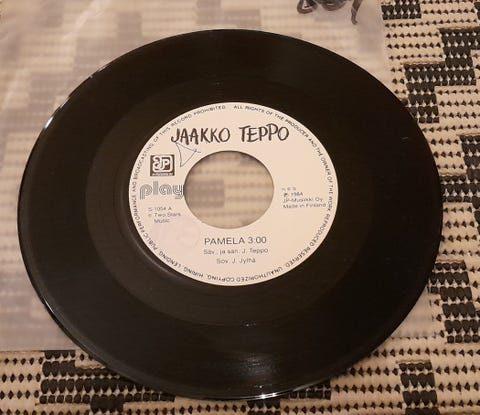 ALL RIGHTS OF THE PRODUCER AND THE OWNER OF THE WORK REPRODUCED RESERVED. UNAUTHORIZED COPYING, HIRING, LENDING, PUBLIC PERFORMANCE AND BROADCASTING OF THIS RECORD PROHIBITED.
JAAKKO TEPPO
JP
play
S 1054 A
Two Stars
Music
n ©b
℗ 1984
JP-Musiikki Oy
Made in Finland
PAMELA 3:00
Säv. ja san. J. Teppo
Sov. J. Jylhä